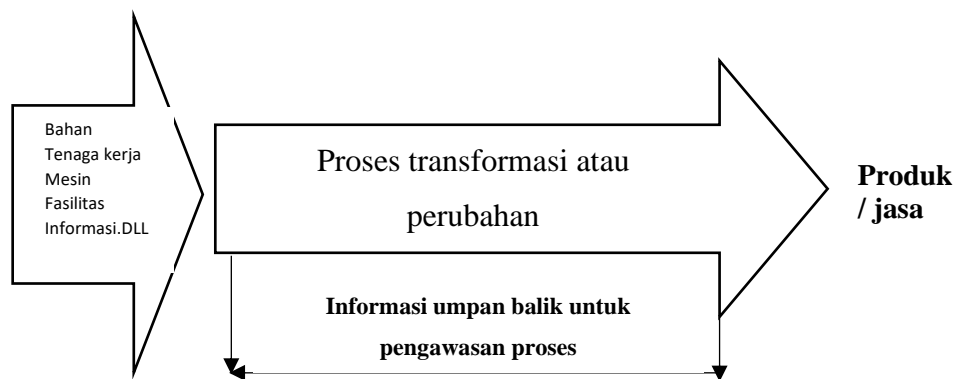 Bahan
Tenaga kerja
Mesin
Fasilitas
Informasi.DLL
Proses transformasi atau
perubahan
Produk
/ jasa
Informasi umpan balik untuk
pengawasan proses